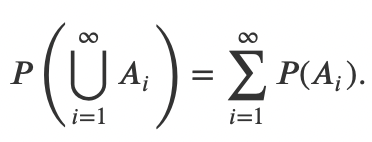 P(⋃_{i=1}^{∞} A_i) = ∑_{i=1}^{∞} P(A_i).